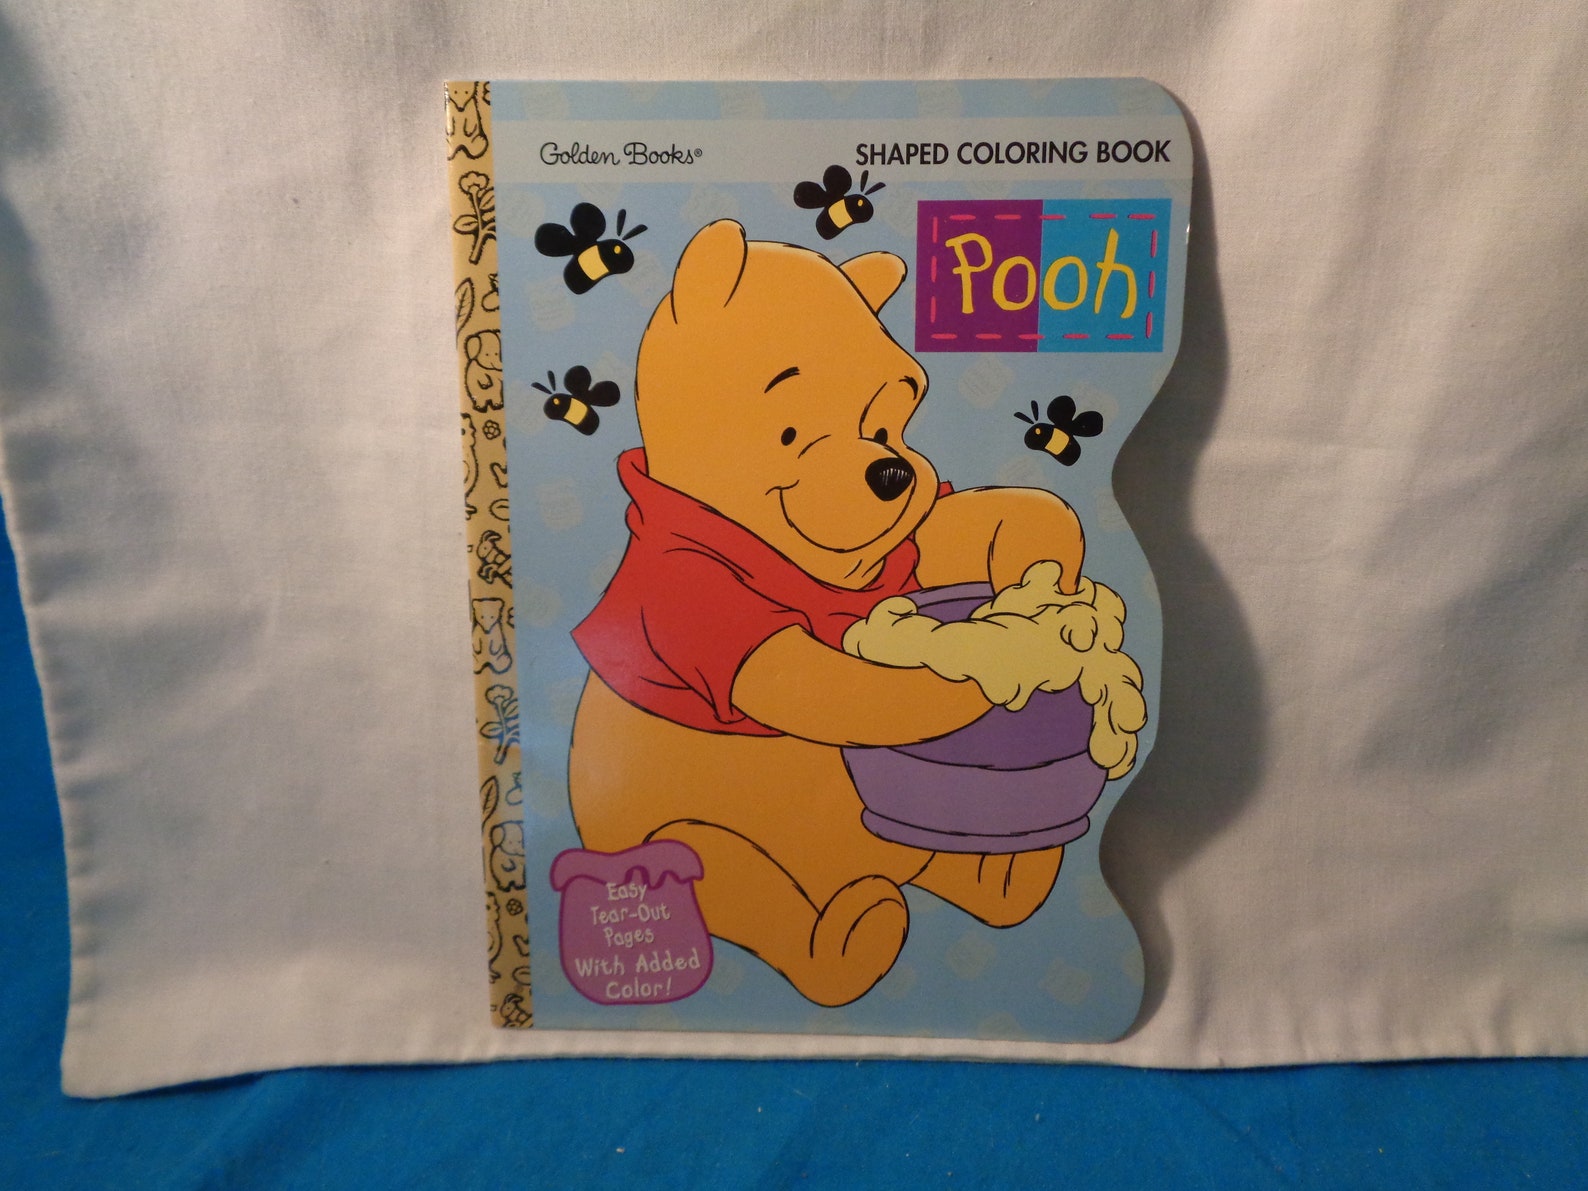 Golden Books®
SHAPED COLORING BOOK
Pooh
Easy
Tear-Out
Pages
With Added
Color!